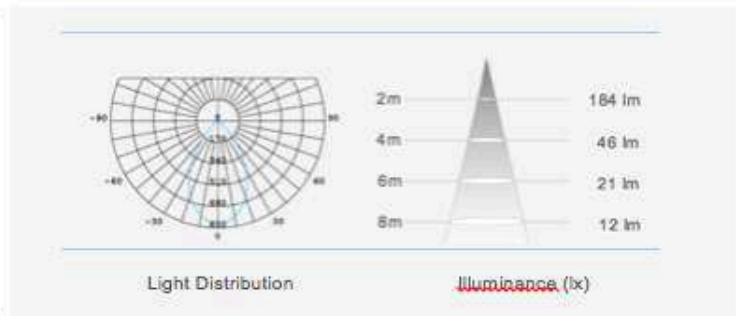 2m 184 lm
4m 46 lm
-90 90
6m 21 lm
-60 60
8m 12 lm
-30 30
0
Light Distribution Illuminance (lx)